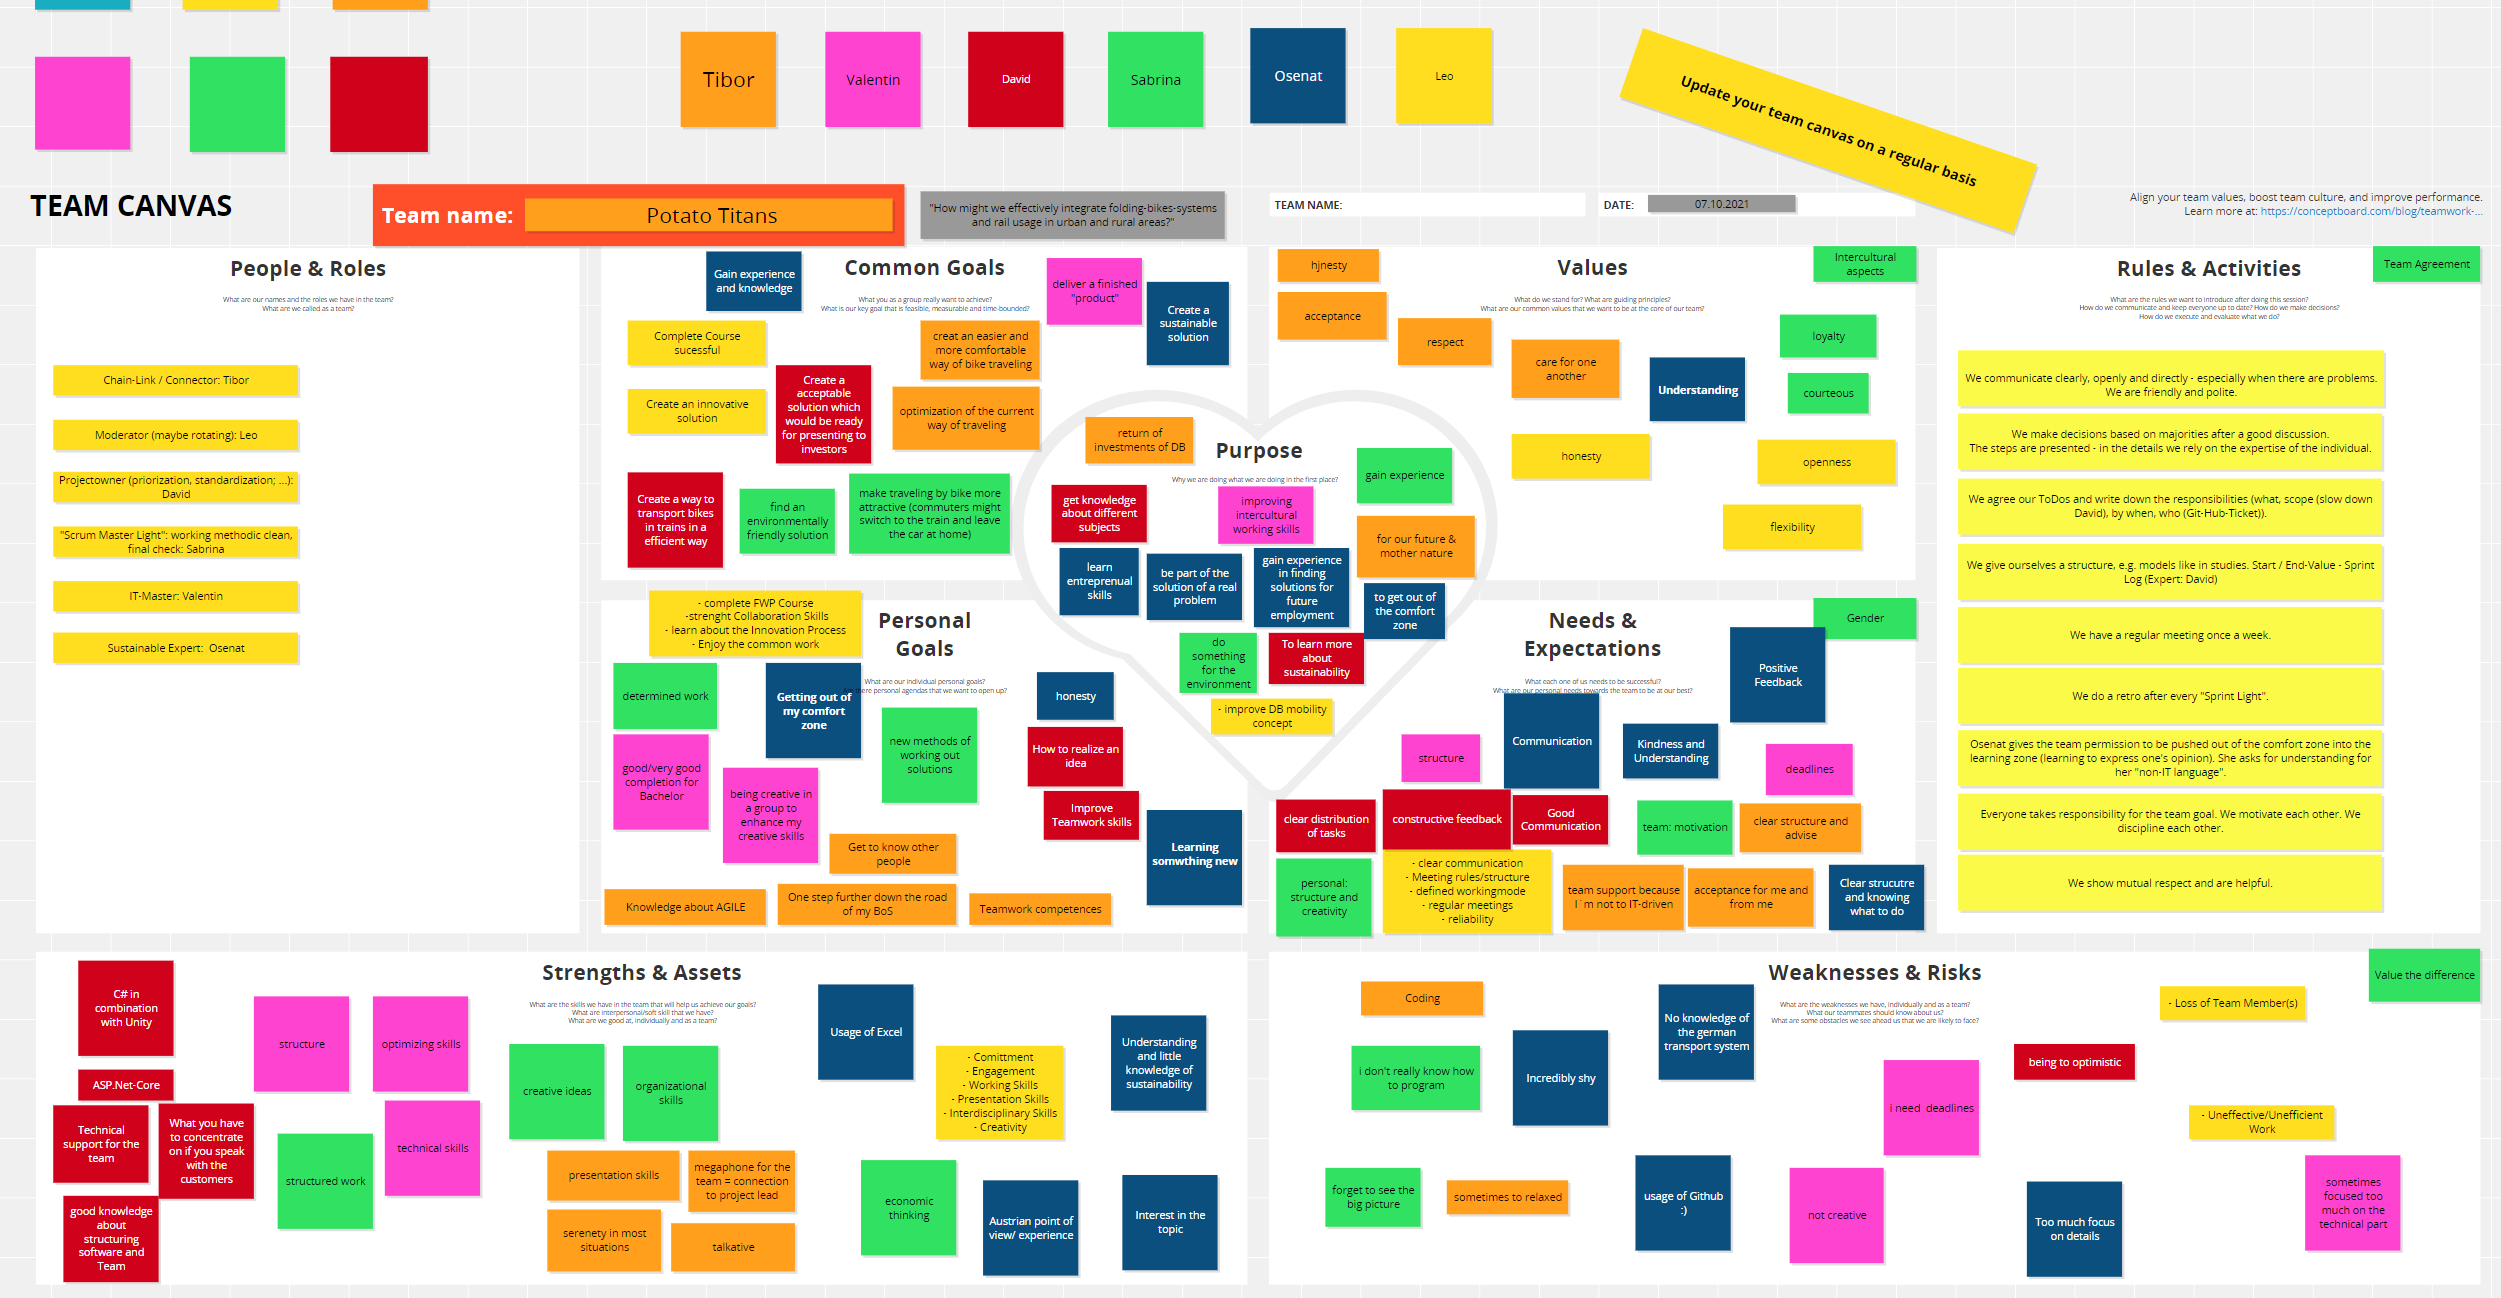 Tibor
Valentin
David
Sabrina
Osenat
Leo
Update your team canvas on a regular basis
TEAM CANVAS
Team name:
Potato Titans
"How might we effectively integrate folding-bikes-systems
and rail usage in urban and rural areas?"
TEAM NAME:
DATE:
07.10.2021
Align your team values, boost team culture, and improve performance.
Learn more at: https://conceptboard.com/blog/teamwork-...
People & Roles
What are our names and the roles we have in the team?
What are we called as a team?
Chain-Link / Connector: Tibor
Moderator (maybe rotating): Leo
Projectowner (priorization, standardization; ...):
David
"Scrum Master Light": working methodic clean,
final check: Sabrina
IT-Master: Valentin
Sustainable Expert:  Osenat
Common Goals
What you as a group really want to achieve?
What is our key goal that is feasible, measurable and time-bounded?
Gain experience
and knowledge
deliver a finished
"product"
Create a
sustainable
solution
Complete Course
sucessful
creat an easier and
more comfortable
way of bike traveling
Create a
acceptable
solution which
would be ready
for presenting to
investors
Create an innovative
solution
optimization of the current
way of traveling
Create a way to
transport bikes
in trains in a
efficient way
find an
environmentally
friendly solution
make traveling by bike more
attractive (commuters might
switch to the train and leave
the car at home)
Values
What do we stand for? What are guiding principles?
What are our common values that we want to be at the core of our team?
hjnesty
Intercultural
aspects
acceptance
respect
care for one
another
Understanding
loyalty
courteous
honesty
openness
flexibility
Purpose
Why we are doing what we are doing in the first place?
return of
investments of DB
gain experience
get knowledge
about different
subjects
improving
intercultural
working skills
for our future &
mother nature
learn
entreprenual
skills
be part of the
solution of a real
problem
gain experience
in finding
solutions for
future
employment
to get out of
the comfort
zone
do
something
for the
environment
To learn more
about
sustainability
- improve DB mobility
concept
Personal
Goals
What are our individual personal goals?
there personal agendas that we want to open up?
- complete FWP Course
-strenght Collaboration Skills
- learn about the Innovation Process
- Enjoy the common work
determined work
Getting out of
my comfort
zone
honesty
new methods of
working out
solutions
How to realize an
idea
good/very good
completion for
Bachelor
being creative in
a group to
enhance my
creative skills
Improve
Teamwork skills
Learning
somwthing new
Get to know other
people
Knowledge about AGILE
One step further down the road
of my BoS
Teamwork competences
Needs &
Expectations
What each one of us needs to be successful?
What are our personal needs towards the team to be at our best?
Gender
Positive
Feedback
Communication
structure
Kindness and
Understanding
deadlines
clear distribution
of tasks
constructive feedback
Good
Communication
team: motivation
clear structure and
advise
personal:
structure and
creativity
- clear communication
- Meeting rules/structure
- defined workingmode
- regular meetings
- reliability
team support because
I´m not to IT-driven
acceptance for me and
from me
Clear strucutre
and knowing
what to do
Rules & Activities
Team Agreement
What are the rules we want to introduce after doing this session?
How do we communicate and keep everyone up to date? How do we make decisions?
How do we execute and evaluate what we do?
We communicate clearly, openly and directly - especially when there are problems.
We are friendly and polite.
We make decisions based on majorities after a good discussion.
The steps are presented - in the details we rely on the expertise of the individual.
We agree our ToDos and write down the responsibilities (what, scope (slow down
David), by when, who (Git-Hub-Ticket)).
We give ourselves a structure, e.g. models like in studies. Start / End-Value - Sprint
Log (Expert: David)
We have a regular meeting once a week.
We do a retro after every "Sprint Light".
Osenat gives the team permission to be pushed out of the comfort zone into the
learning zone (learning to express one's opinion). She asks for understanding for
her "non-IT language".
Everyone takes responsibility for the team goal. We motivate each other. We
discipline each other.
We show mutual respect and are helpful.
Strengths & Assets
What are the skills we have in the team that will help us achieve our goals?
What are interpersonal/soft skill that we have?
What are we good at, individually and as a team?
C# in
combination
with Unity
structure
optimizing skills
Usage of Excel
Understanding
and little
knowledge of
sustainability
creative ideas
organizational
skills
- Comittment
- Engagement
- Working Skills
- Presentation Skills
- Interdisciplinary Skills
- Creativity
ASP.Net-Core
Technical
support for the
team
What you have
to concentrate
on if you speak
with the
customers
technical skills
structured work
presentation skills
megaphone for the
team = connection
to project lead
economic
thinking
Austrian point of
view/ experience
Interest in the
topic
good knowledge
about
structuring
software and
Team
serenety in most
situations
talkative
Weaknesses & Risks
What are the weaknesses we have, individually and as a team?
What our teammates should know about us?
What are some obstacles we see ahead us that we are likely to face?
Value the difference
Coding
No knowledge of
the german
transport system
- Loss of Team Member(s)
i don't really know how
to program
Incredibly shy
being to optimistic
i need  deadlines
- Uneffective/Unefficient
Work
forget to see the
big picture
sometimes to relaxed
usage of Github
:)
not creative
Too much focus
on details
sometimes
focused too
much on the
technical part